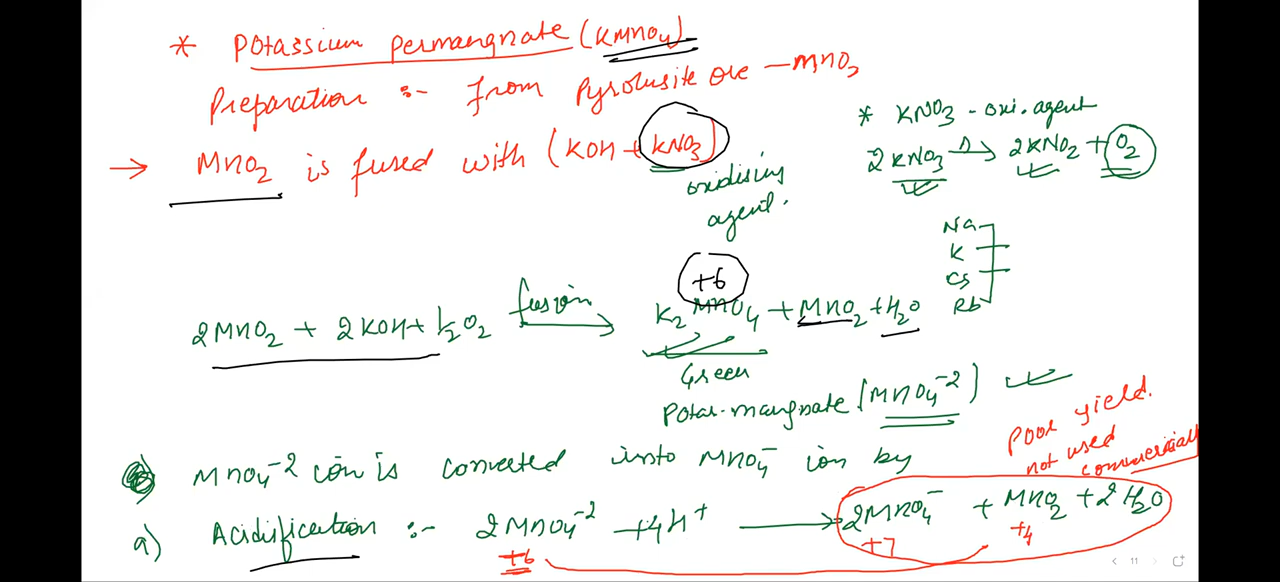 * Potassium permangnate (KMnO4)
Preparation :- from Pyrolusite ore — MnO2
→ MnO2 is fused with (KOH + KNO3)
oxidising
agent.
* KNO3 - oxi. agent
2KNO3 Δ→ 2KNO2 + O2
Na
K
Cs
Rb
+6
2MnO2 + 2KOH + 1/2 O2 fusion → K2MnO4 + MnO2 + H2O
Green
Potas-mangnate (MnO4^-2)
Poor yield.
not used
commercially
MnO4^-2 ion is converted into MnO4^- ion by
a) Acidification :- 2MnO4^-2 + 4H^+ → 2MnO4^- + MnO2 + 2H2O
+6 +7 +4
11